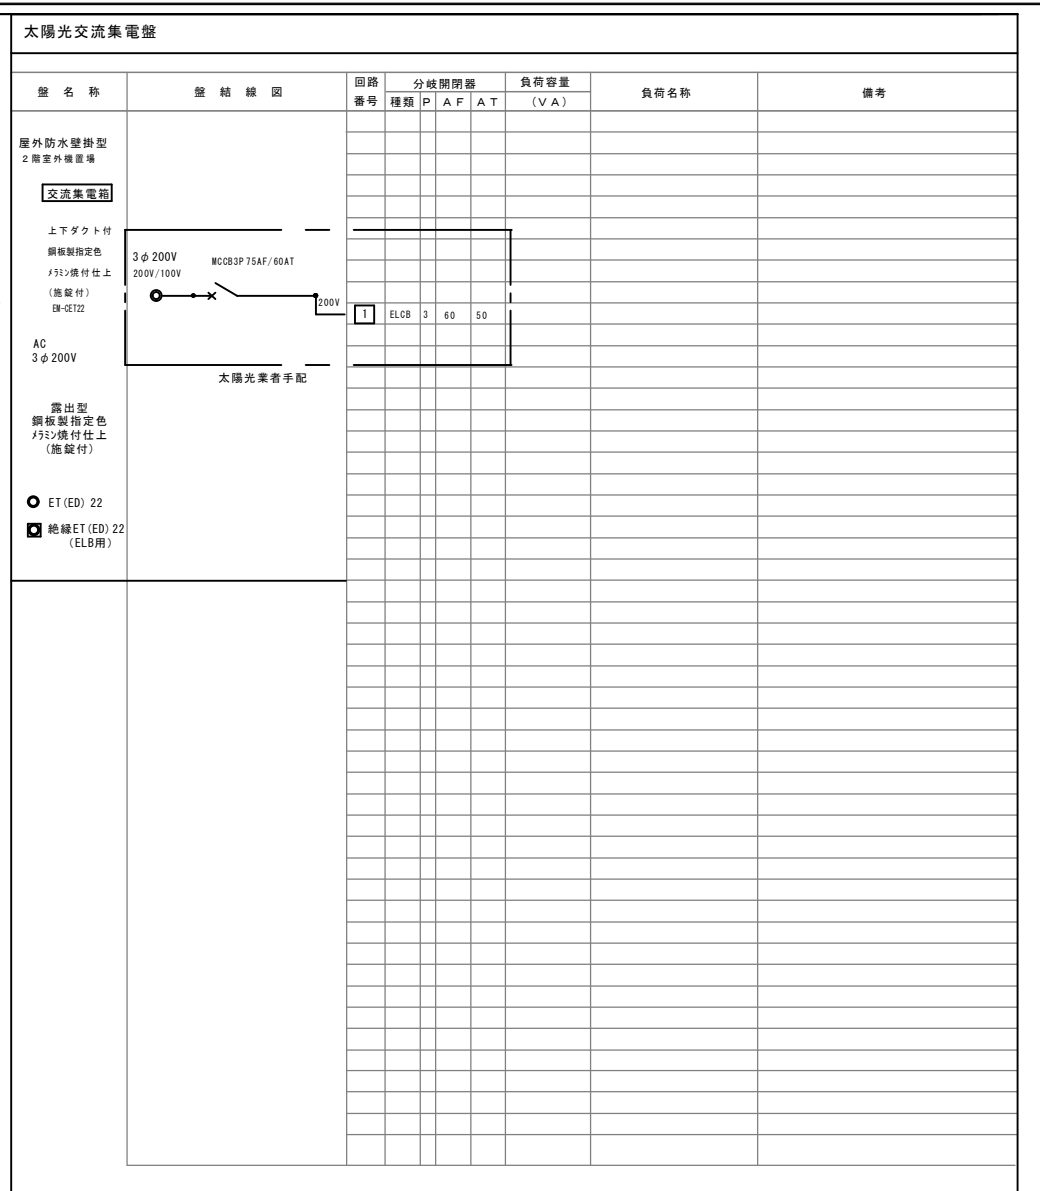 太陽光交流集電盤
盤 名 称
盤 結 線 図
回路
番号
分岐開閉器
種類 P AF AT
負荷容量
(VA)
負荷名称
備考
屋外防水壁掛型
2階室外機置場
交流集電箱
上下ダクト付
鋼板製指定色
メラミン焼付仕上
(施錠付)
EM-CET22
AC
3φ200V
露出型
鋼板製指定色
メラミン焼付仕上
(施錠付)
ET(ED) 22
絶縁ET(ED) 22
(ELB用)
3φ200V
200V/100V
MCCB3P 75AF/60AT
200V
1 ELCB 3 60 50
太陽光業者手配